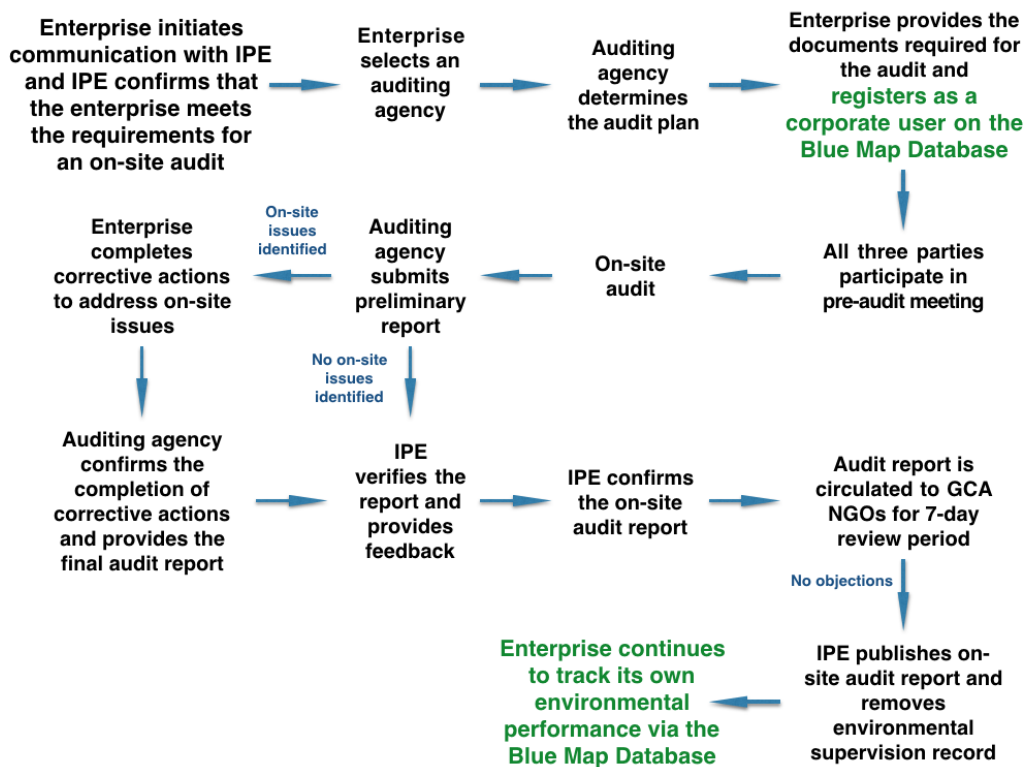 Enterprise initiates
communication with IPE
and IPE confirms that
the enterprise meets
the requirements for
an on-site audit
Enterprise
selects an
auditing
agency
Auditing
agency
determines
the audit plan
Enterprise provides the
documents required for
the audit and
registers as a
corporate user on the
Blue Map Database
All three parties
participate in
pre-audit meeting
On-site
audit
Auditing
agency
submits
preliminary
report
On-site
issues
identified
Enterprise
completes
corrective actions
to address on-site
issues
No on-site
issues
identified
Auditing agency
confirms the
completion of
corrective actions
and provides the
final audit report
IPE
verifies the
report and
provides
feedback
IPE confirms
the on-site
audit report
Audit report is
circulated to GCA
NGOs for 7-day
review period
No objections
IPE publishes on-
site audit report and
removes
environmental
supervision record
Enterprise continues
to track its own
environmental
performance via the
Blue Map Database